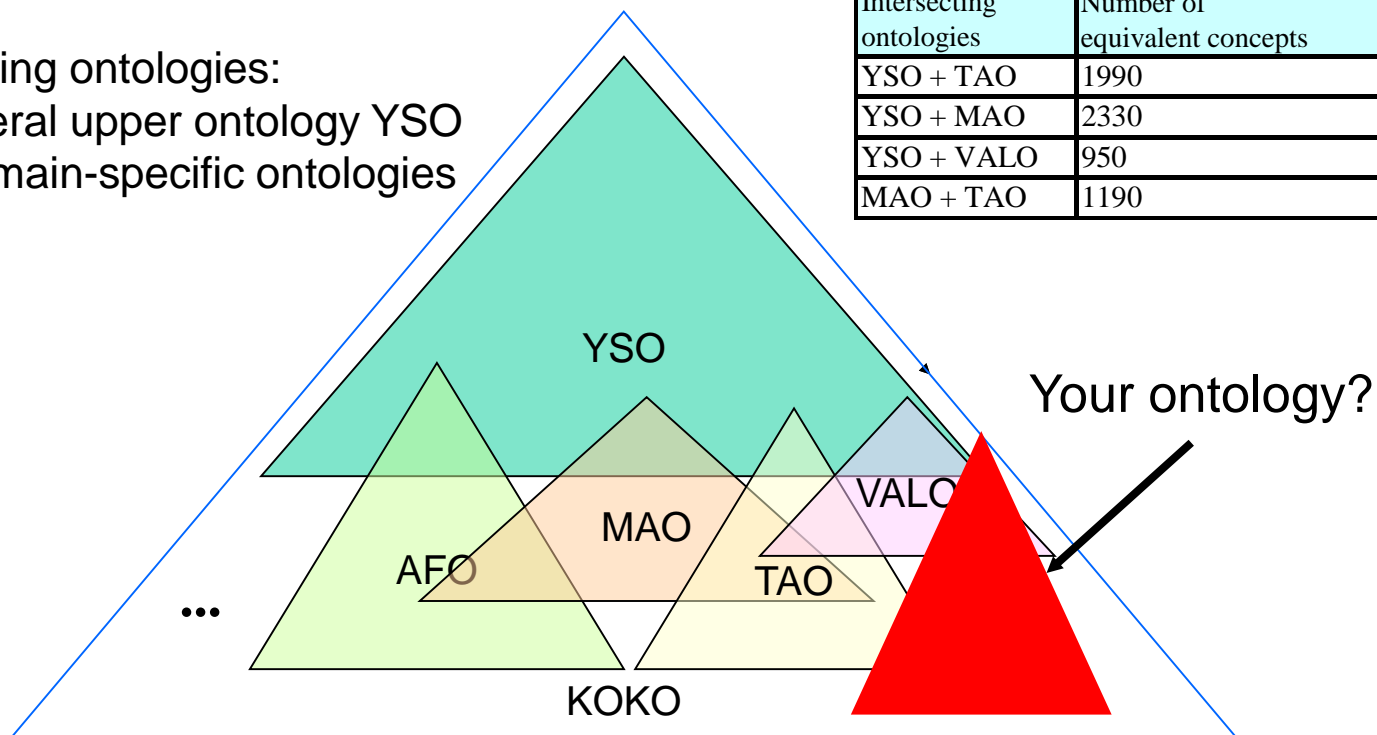 ing ontologies:
eral upper ontology YSO
main-specific ontologies
Intersecting Number of
ontologies equivalent concepts
YSO + TAO 1990
YSO + MAO 2330
YSO + VALO 950
MAO + TAO 1190
YSO
Your ontology?
VALO
MAO
AFO
TAO
...
KOKO